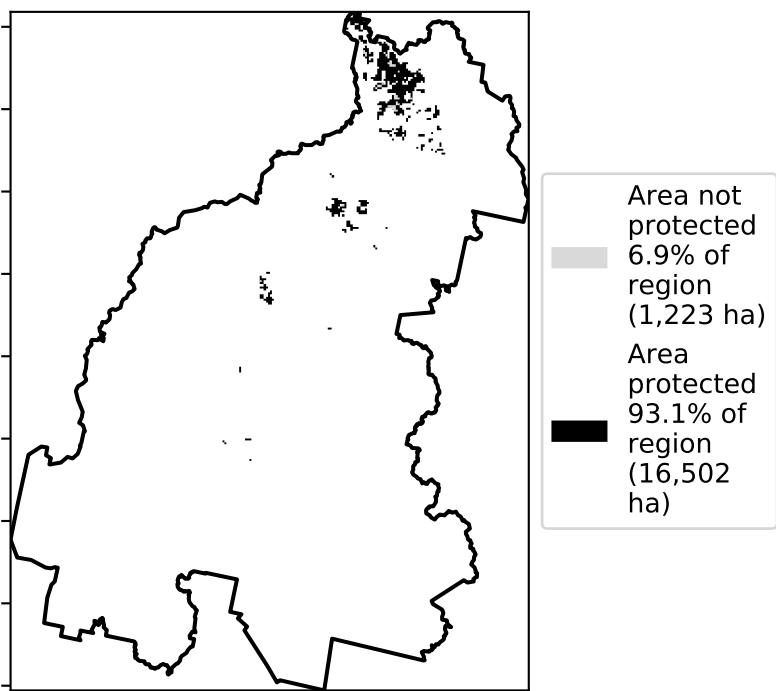 Area not
protected
6.9% of
region
(1,223 ha)
Area
protected
93.1% of
region
(16,502
ha)